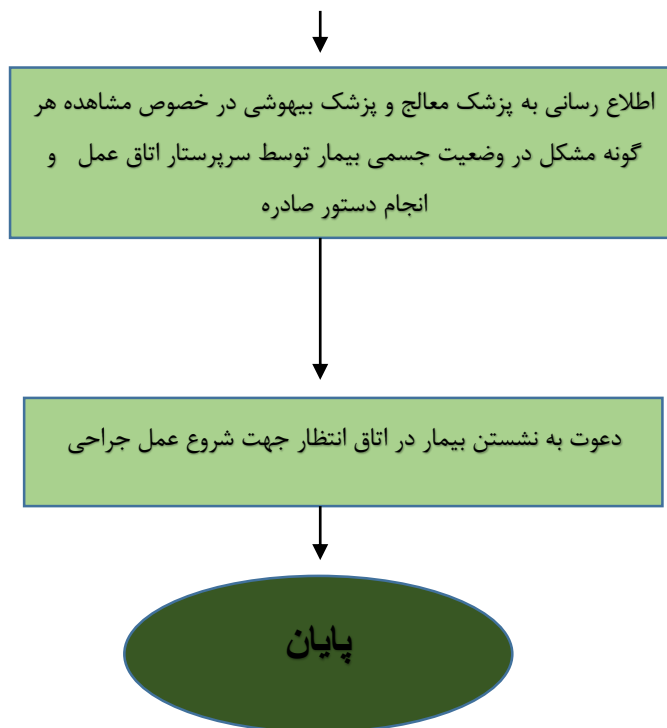 اطلاع رسانی به پزشک معالج و پزشک بیهوشی در خصوص مشاهده هر
گونه مشکل در وضعیت جسمی بیمار توسط سرپرستار اتاق عمل و
انجام دستور صادره
دعوت به نشستن بیمار در اتاق انتظار جهت شروع عمل جراحی
پایان